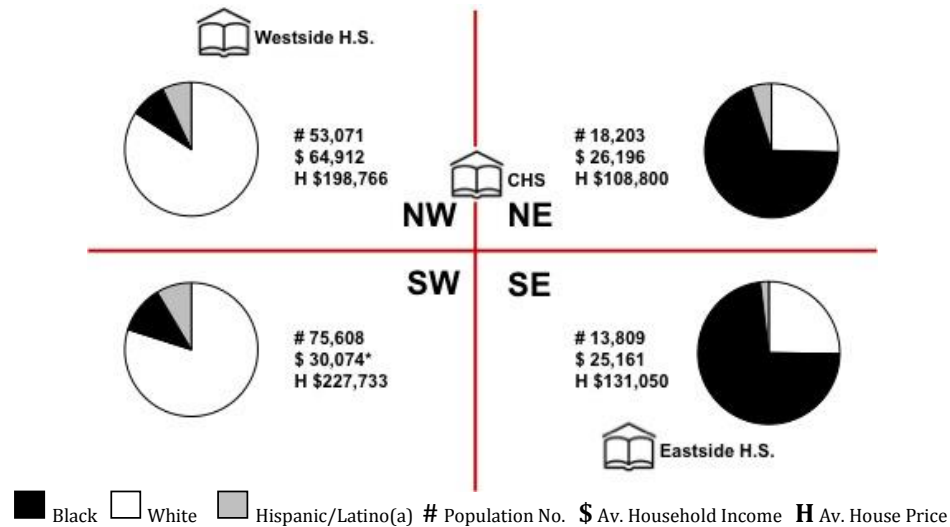 Westside H.S.
# 53,071
$ 64,912
H $198,766
# 18,203
$ 26,196
H $108,800
CHS
NW NE
SW SE
# 75,608
$ 30,074*
H $227,733
# 13,809
$ 25,161
H $131,050
Eastside H.S.
Black White Hispanic/Latino(a) # Population No. $ Av. Household Income H Av. House Price